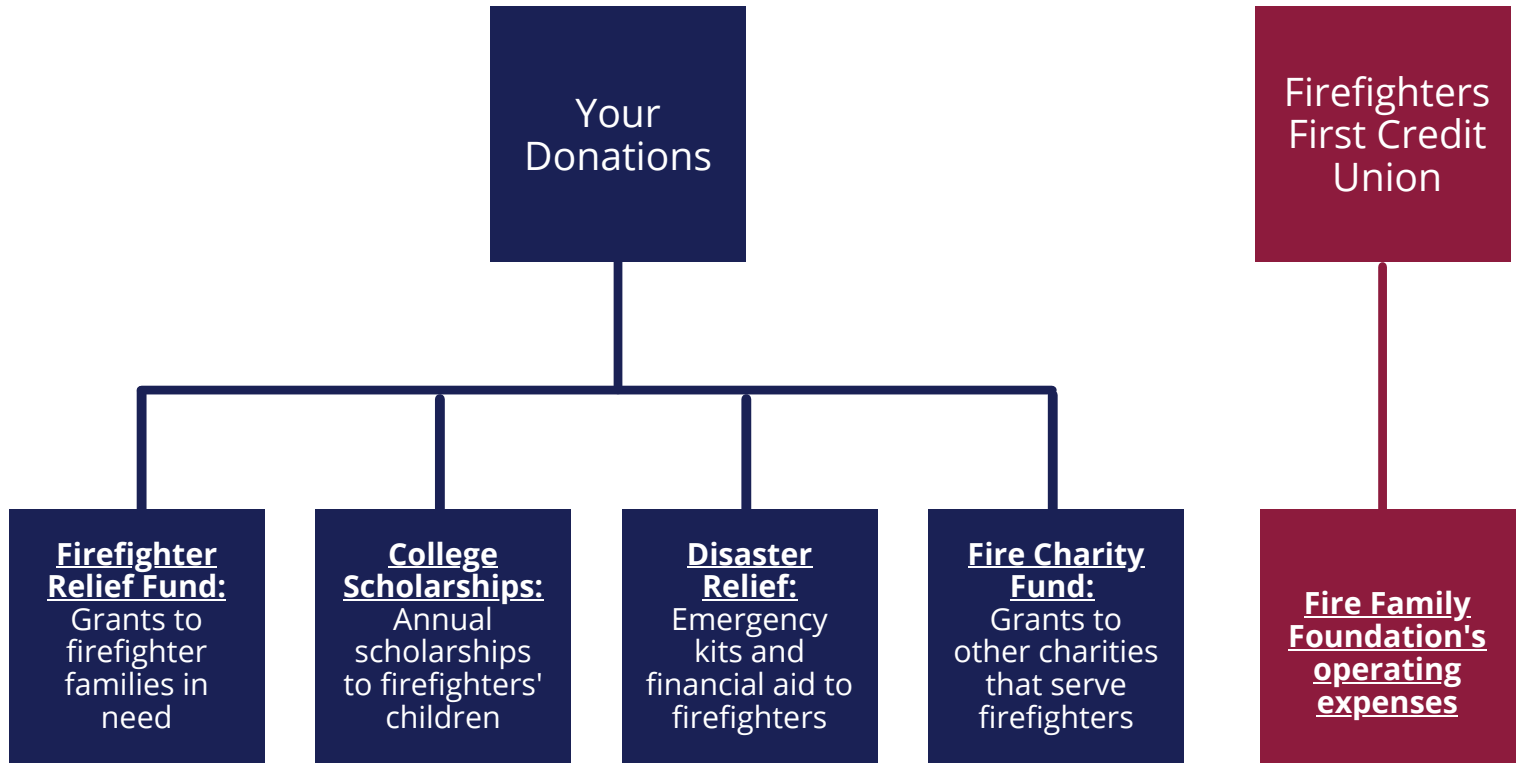 Your
Donations
Firefighters
First Credit
Union
Firefighter
Relief Fund:
Grants to
firefighter
families in
need
College
Scholarships:
Annual
scholarships
to firefighters'
children
Disaster
Relief:
Emergency
kits and
financial aid to
firefighters
Fire Charity
Fund:
Grants to
other charities
that serve
firefighters
Fire Family
Foundation's
operating
expenses